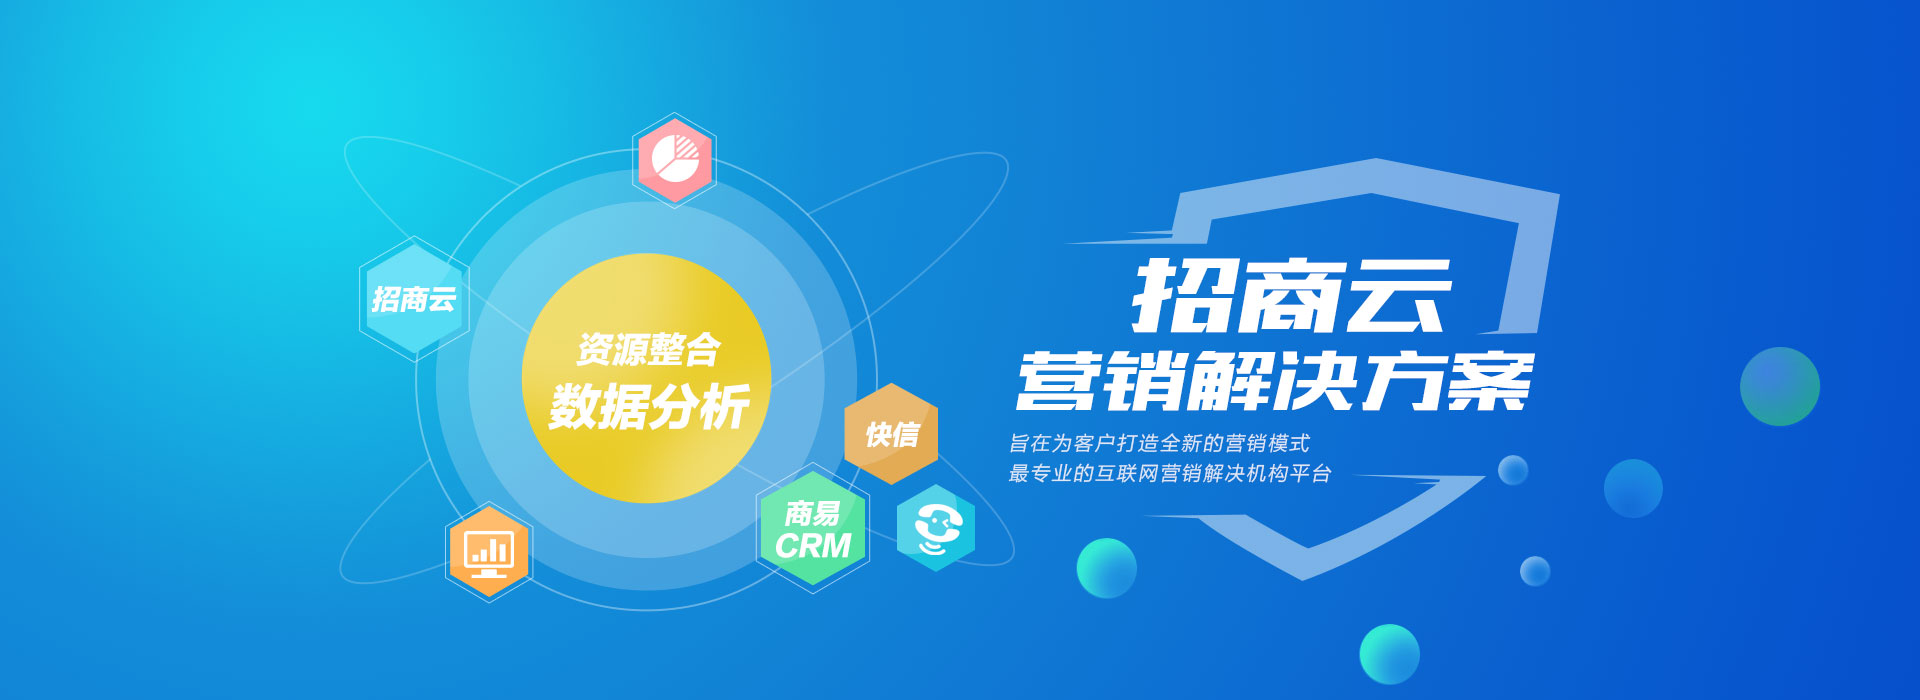 招商云
资源整合
数据分析
快信
商易
CRM
招商云
营销解决方案
旨在为客户打造全新的营销模式
最专业的互联网营销解决机构平台